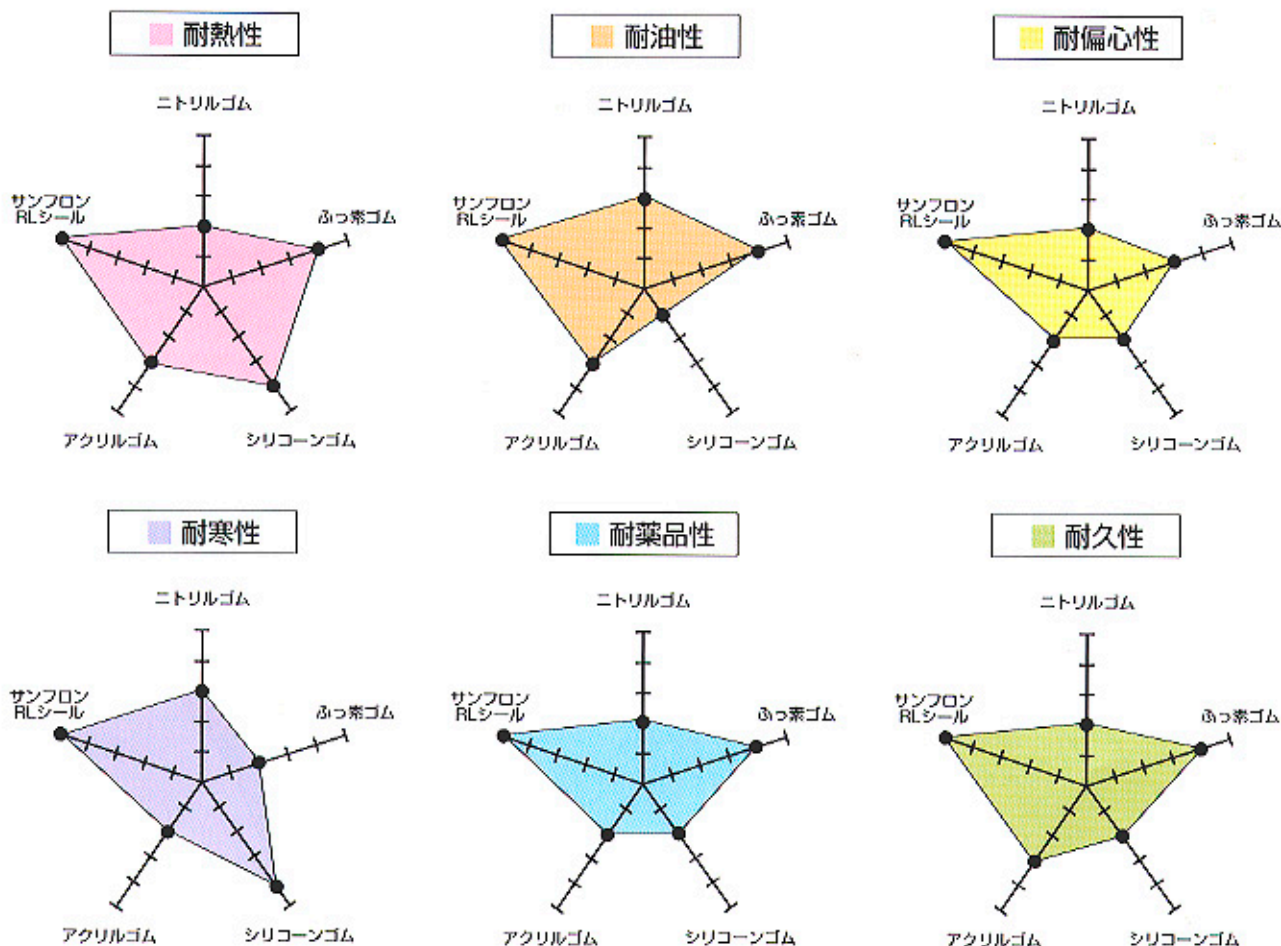 耐熱性
ニトリルゴム
サンフロン
RLシール
ふっ素ゴム
アクリルゴム
シリコーンゴム
耐油性
ニトリルゴム
サンフロン
RLシール
ふっ素ゴム
アクリルゴム
シリコーンゴム
耐偏心性
ニトリルゴム
サンフロン
RLシール
ふっ素ゴム
アクリルゴム
シリコーンゴム
耐寒性
ニトリルゴム
サンフロン
RLシール
ふっ素ゴム
アクリルゴム
シリコーンゴム
耐薬品性
ニトリルゴム
サンフロン
RLシール
ふっ素ゴム
アクリルゴム
シリコーンゴム
耐久性
ニトリルゴム
サンフロン
RLシール
ふっ素ゴム
アクリルゴム
シリコーンゴム